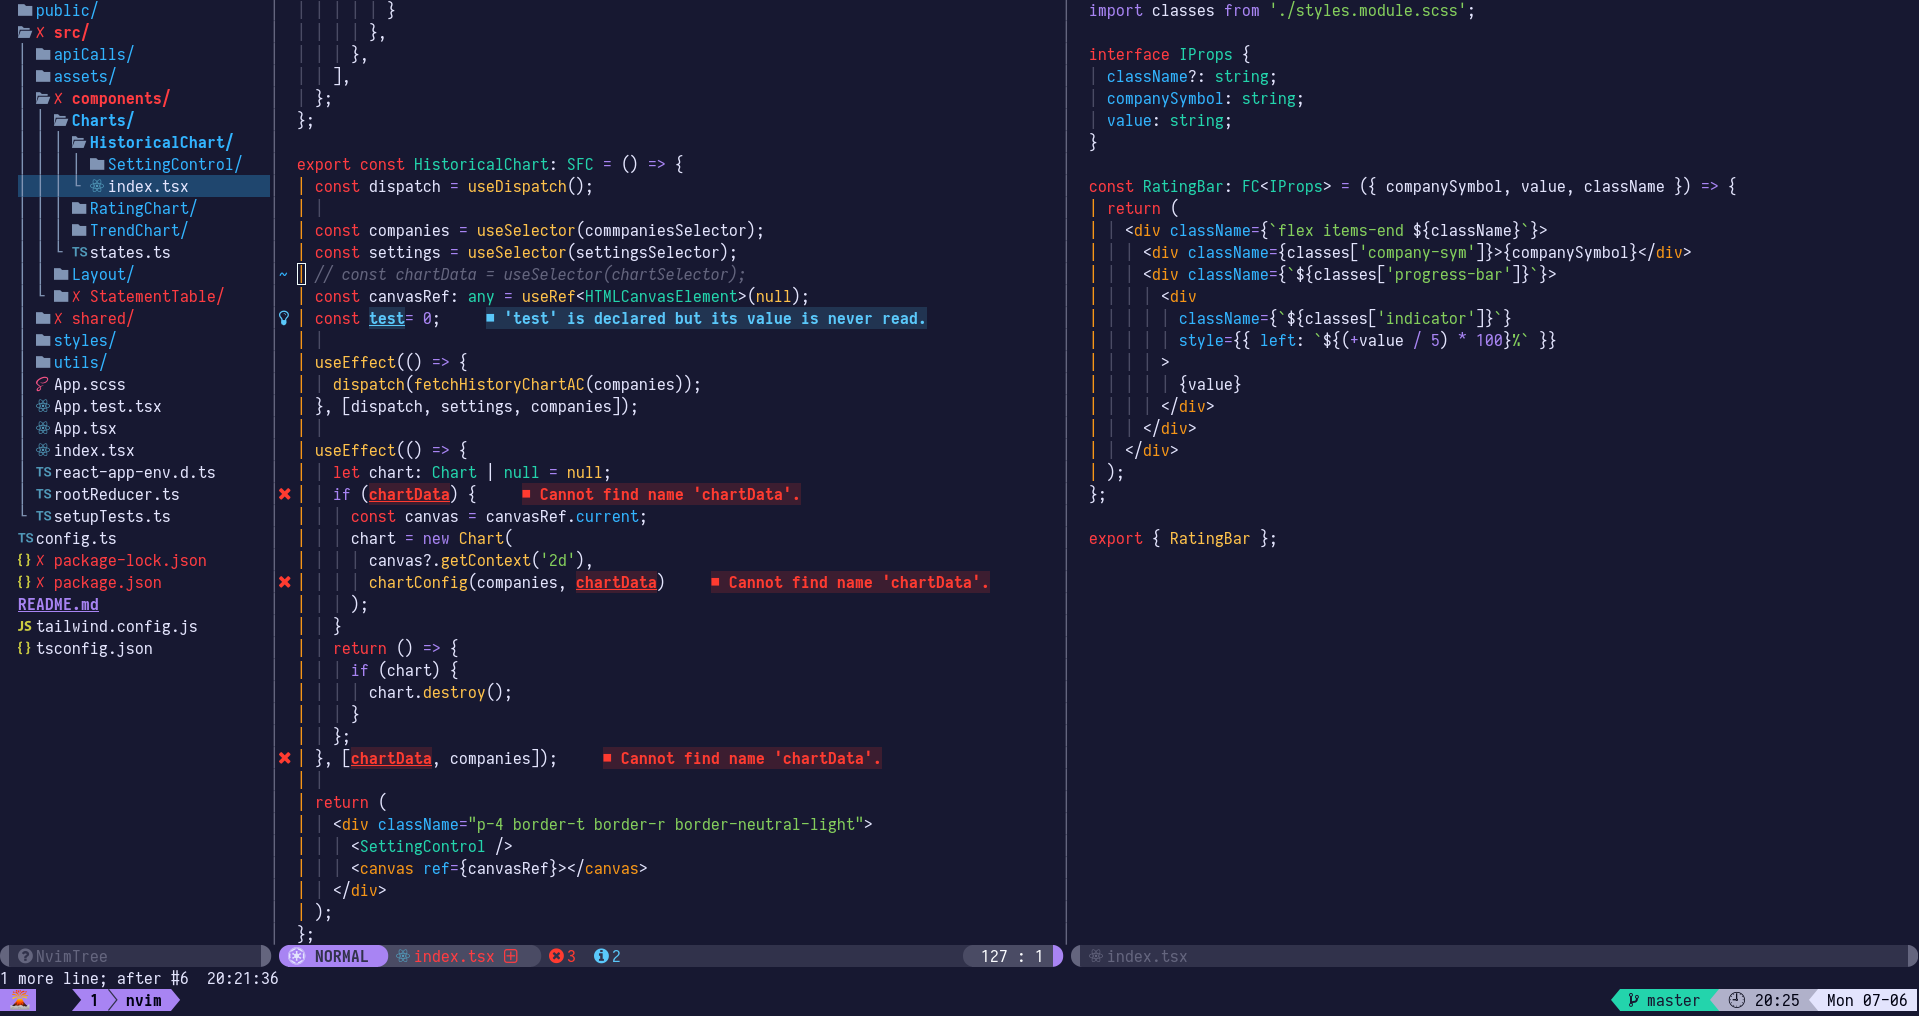 public/
X src/
apiCalls/
assets/
X components/
Charts/
HistoricalChart/
SettingControl/
index.tsx
RatingChart/
TrendChart/
TS states.ts
Layout/
X StatementTable/
X shared/
styles/
utils/
App.scss
App.test.tsx
App.tsx
index.tsx
TS react-app-env.d.ts
TS rootReducer.ts
TS setupTests.ts
TS config.ts
{} X package-lock.json
{} X package.json
README.md
JS tailwind.config.js
{} tsconfig.json
?NvimTree
}
},
},
],
};
};
export const HistoricalChart: SFC = () => {
const dispatch = useDispatch();
const companies = useSelector(commpaniesSelector);
const settings = useSelector(settingsSelector);
~ // const chartData = useSelector(chartSelector);
const canvasRef: any = useRef<HTMLCanvasElement>(null);
const test= 0; ■ 'test' is declared but its value is never read.
useEffect(() => {
dispatch(fetchHistoryChartAC(companies));
}, [dispatch, settings, companies]);
useEffect(() => {
let chart: Chart | null = null;
if (chartData) { ■ Cannot find name 'chartData'.
const canvas = canvasRef.current;
chart = new Chart(
canvas?.getContext('2d'),
chartConfig(companies, chartData) ■ Cannot find name 'chartData'.
);
}
return () => {
if (chart) {
chart.destroy();
}
};
}, [chartData, companies]); ■ Cannot find name 'chartData'.
return (
<div className="p-4 border-t border-r border-neutral-light">
<SettingControl />
<canvas ref={canvasRef}></canvas>
</div>
);
};
NORMAL index.tsx 3 2 127 : 1
import classes from './styles.module.scss';
interface IProps {
className?: string;
companySymbol: string;
value: string;
}
const RatingBar: FC<IProps> = ({ companySymbol, value, className }) => {
return (
<div className={`flex items-end ${className}`}>
<div className={classes['company-sym']}>{companySymbol}</div>
<div className={`${classes['progress-bar']}`}>
<div
className={`${classes['indicator']}`}
style={{ left: `${(+value / 5) * 100}%` }}
>
{value}
</div>
</div>
</div>
);
};
export { RatingBar };
index.tsx
1 more line; after #6 20:21:36
1 nvim
master 20:25 Mon 07-06